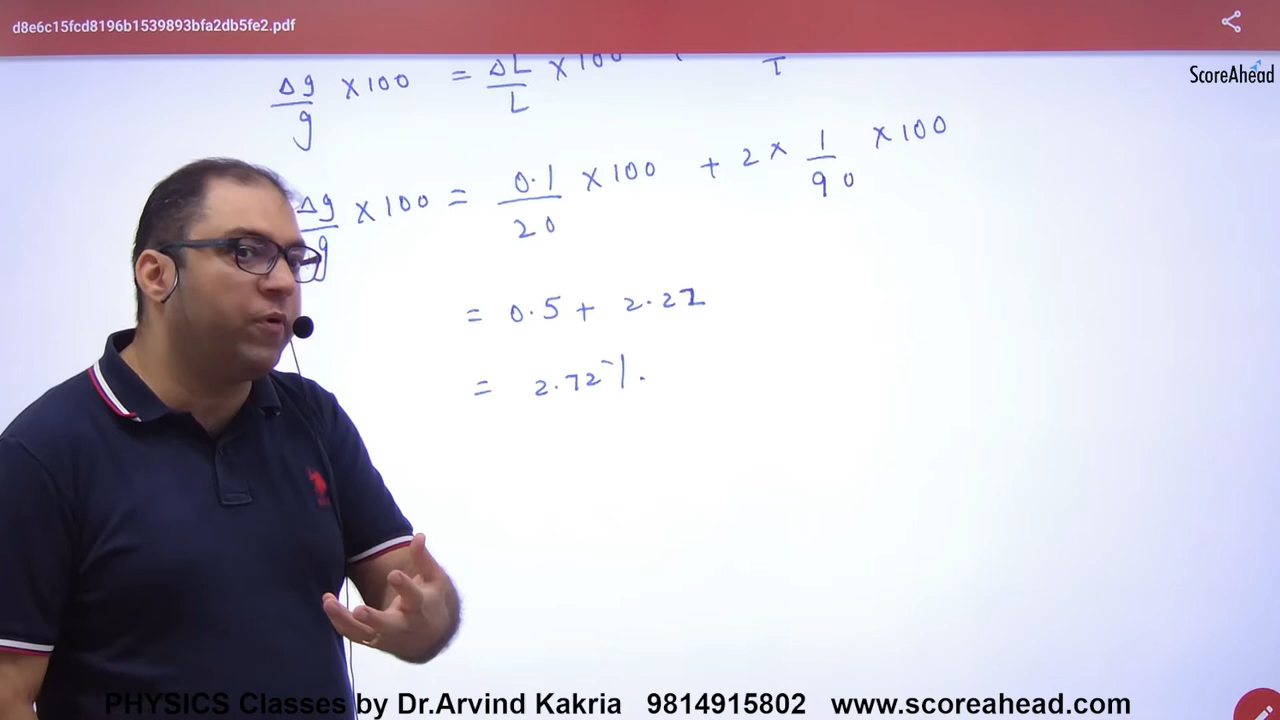 d8e6c15fcd8196b1539893bfa2db5fe2.pdf
ScoreAhead
Δg/g × 100 = ΔL/L × 100 T
Δg/g × 100 = 0.1/20 × 100 + 2 × 1/90 × 100
= 0.5 + 2.22
= 2.72 %.
PHYSICS Classes by Dr.Arvind Kakria 9814915802 www.scoreahead.com